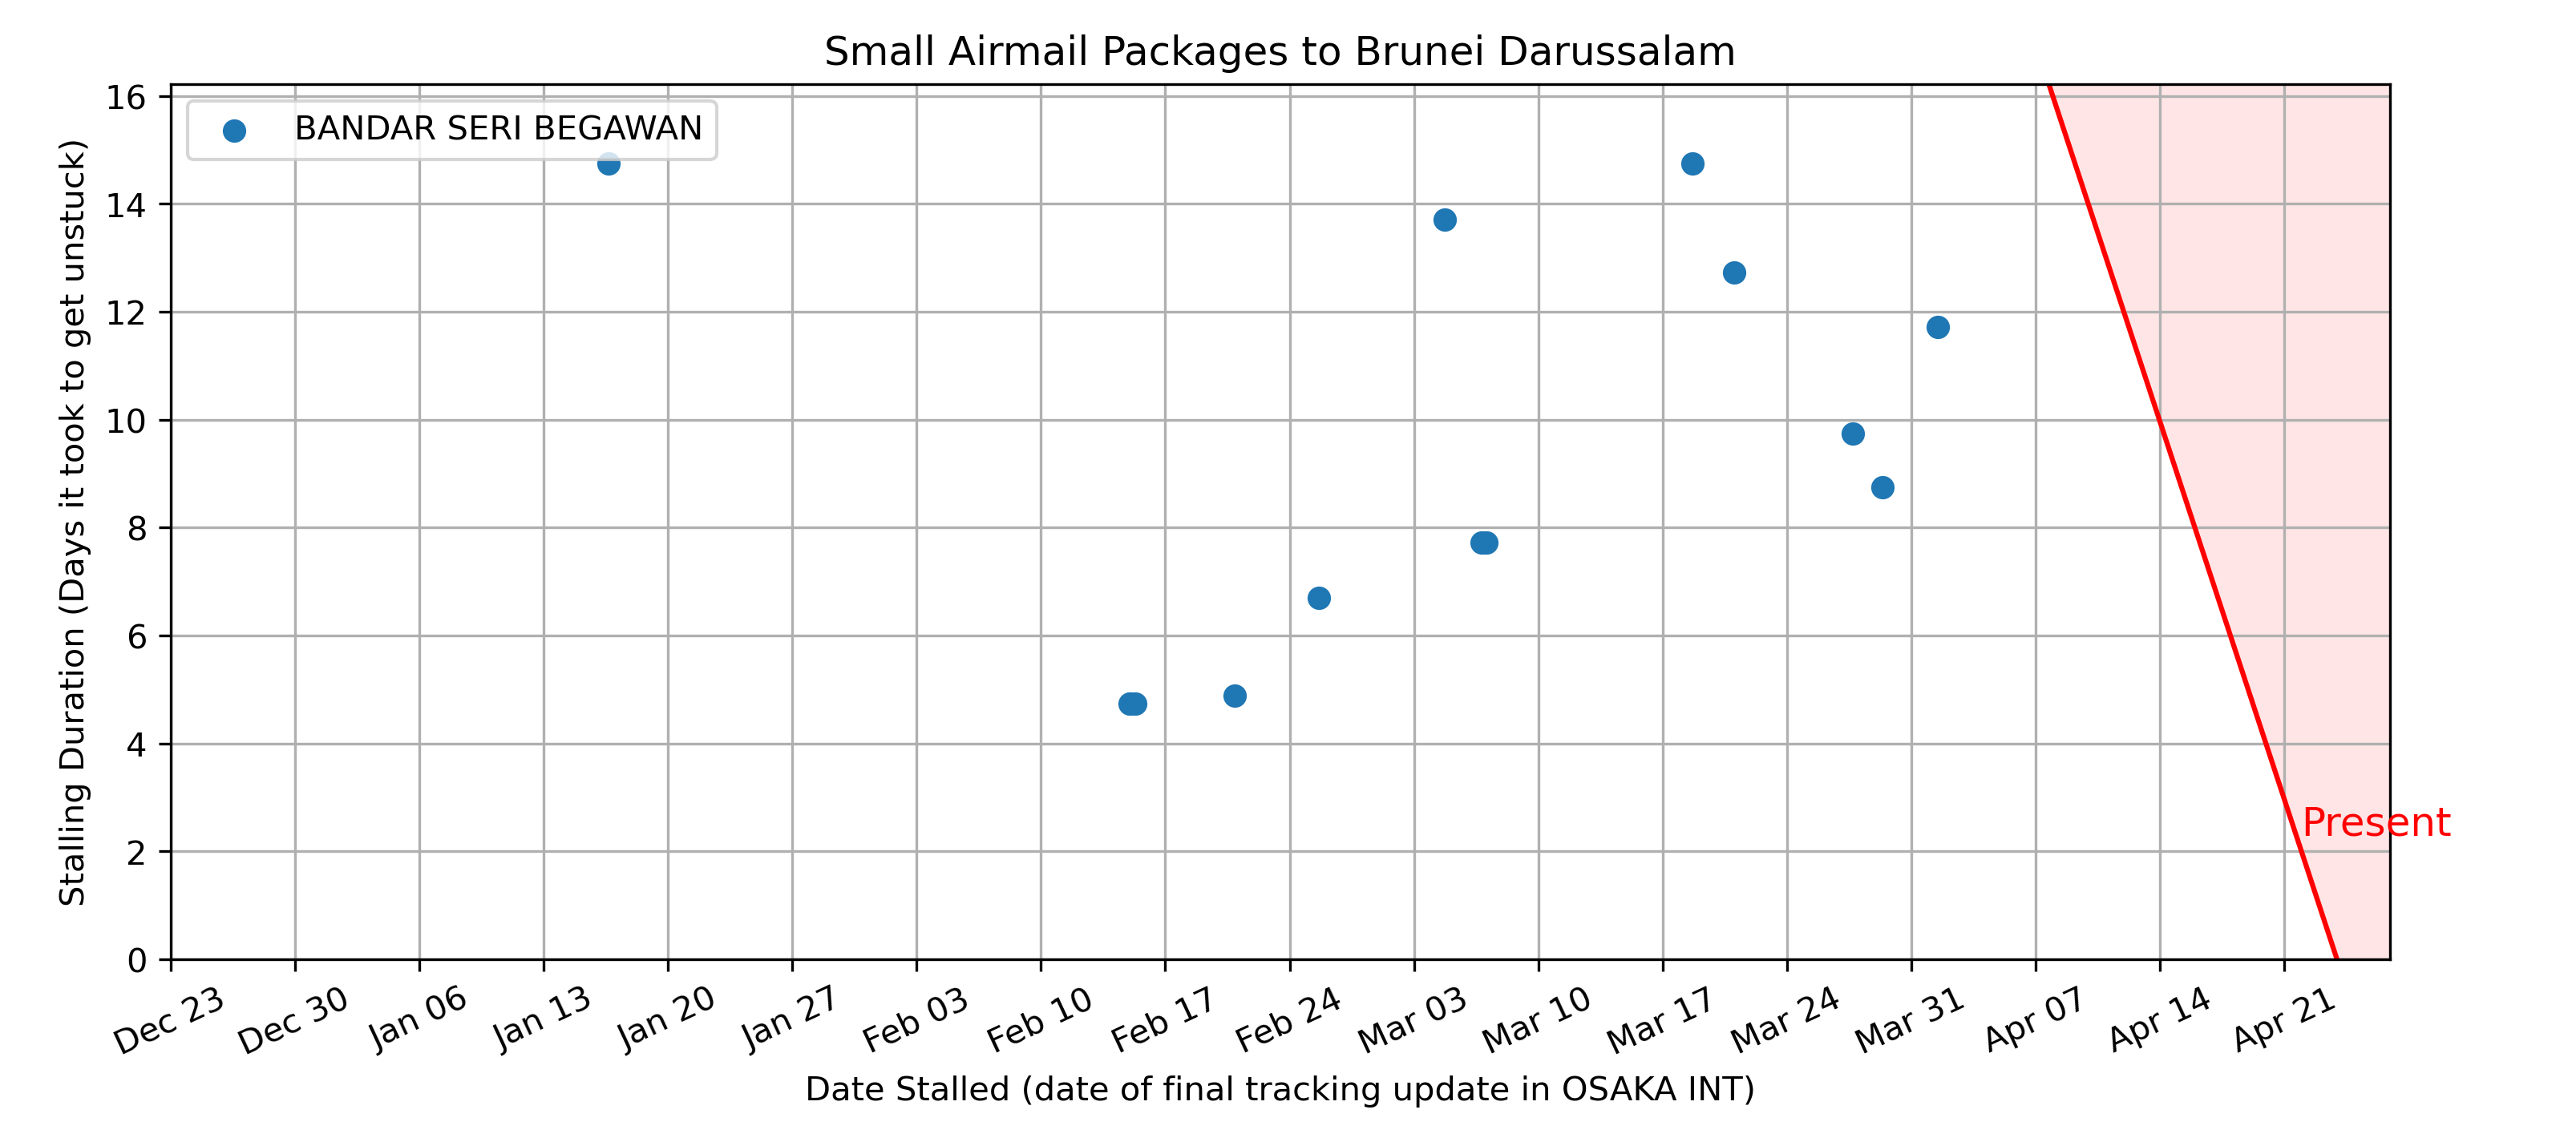 Small Airmail Packages to Brunei Darussalam
BANDAR SERI BEGAWAN
Stalling Duration (Days it took to get unstuck)
16
14
12
10
8
6
4
2
0
Present
Dec 23
Dec 30
Jan 06
Jan 13
Jan 20
Jan 27
Feb 03
Feb 10
Feb 17
Feb 24
Mar 03
Mar 10
Mar 17
Mar 24
Mar 31
Apr 07
Apr 14
Apr 21
Date Stalled (date of final tracking update in OSAKA INT)